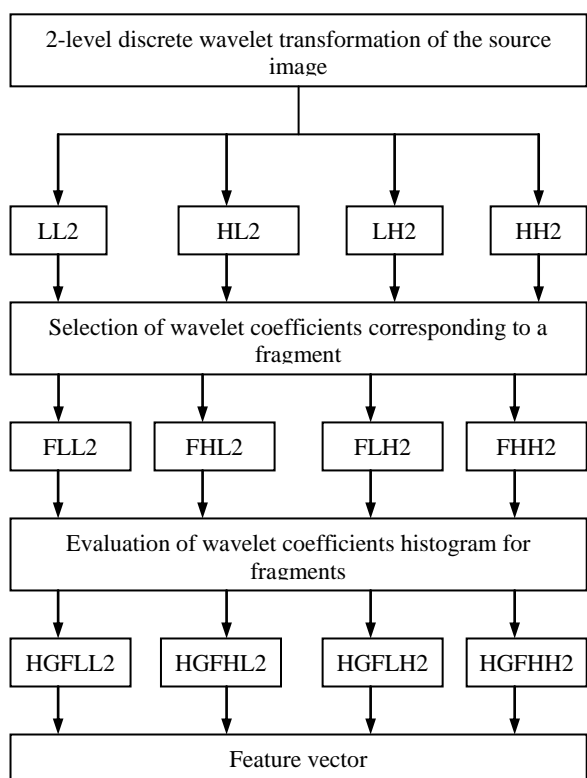 2-level discrete wavelet transformation of the source
image
LL2
HL2
LH2
HH2
Selection of wavelet coefficients corresponding to a
fragment
FLL2
FHL2
FLH2
FHH2
Evaluation of wavelet coefficients histogram for
fragments
HGFLL2
HGFHL2
HGFLH2
HGFHH2
Feature vector